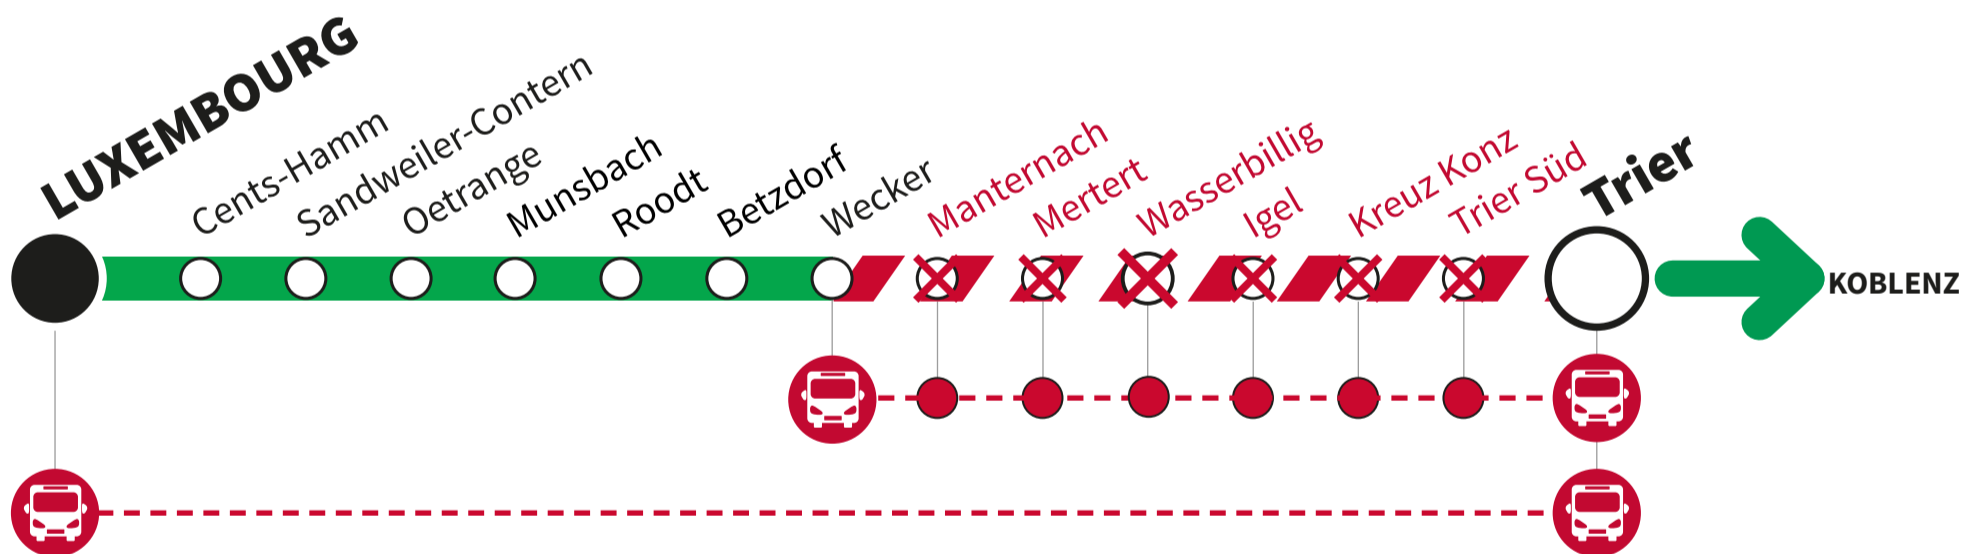 LUXEMBOURG
Cents-Hamm
Sandweiler-Contern
Oetrange
Munsbach
Roodt
Betzdorf
Wecker
Manternach
Mertert
Wasserbillig
Igel
Kreuz Konz
Trier Süd
Trier
KOBLENZ